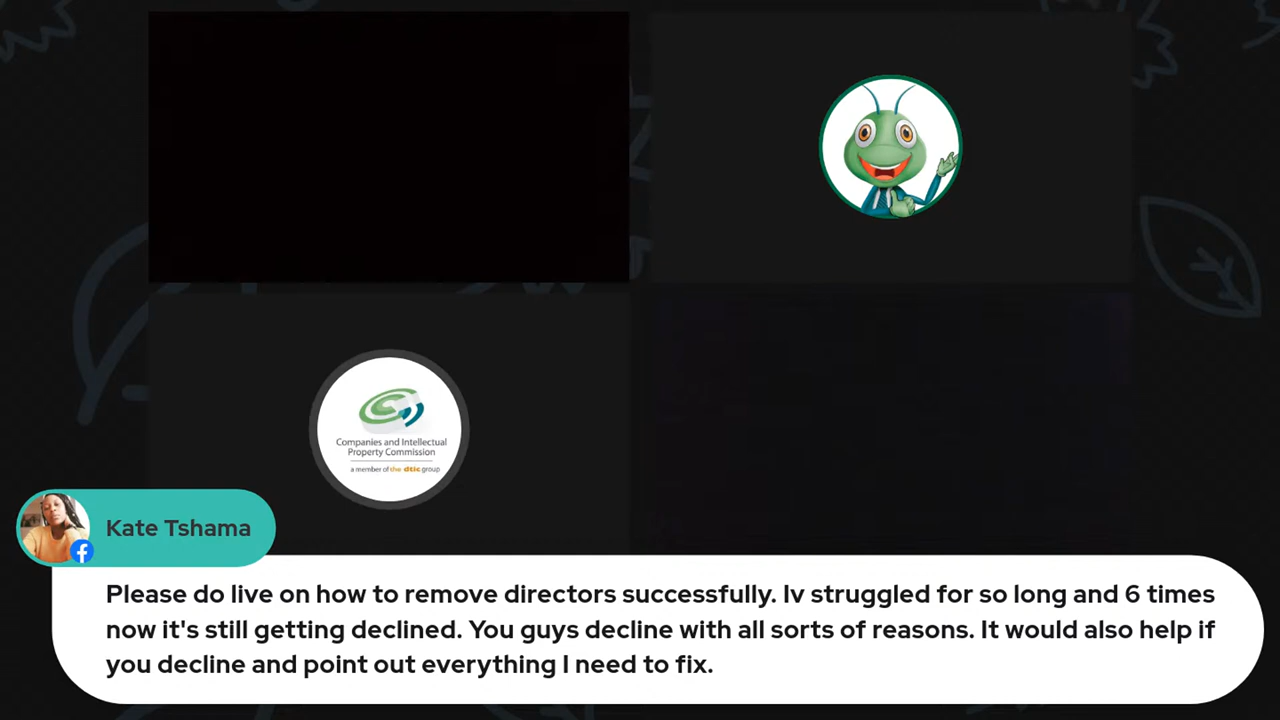 Companies and Intellectual
Property Commission
a member of the dtic group
Kate Tshama
Please do live on how to remove directors successfully. Iv struggled for so long and 6 times
now it's still getting declined. You guys decline with all sorts of reasons. It would also help if
you decline and point out everything I need to fix.